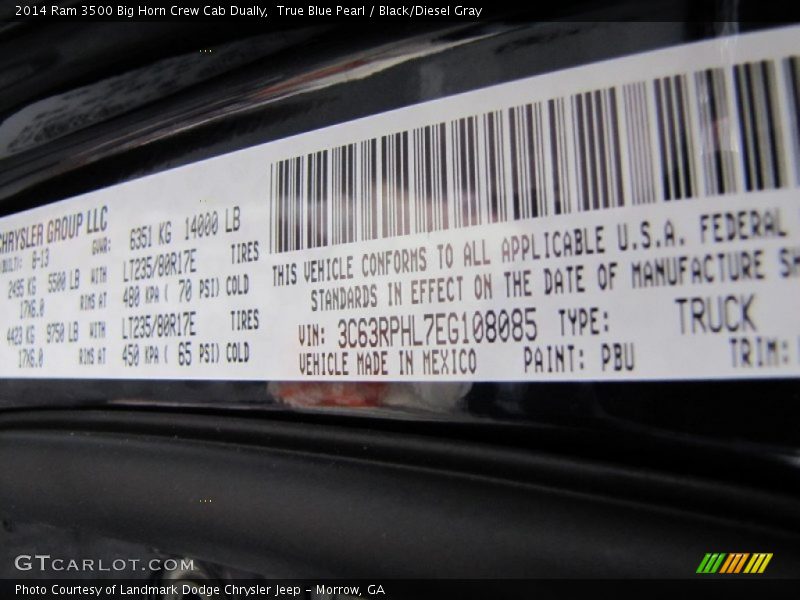 2014 Ram 3500 Big Horn Crew Cab Dually,  True Blue Pearl / Black/Diesel Gray
CHRYSLER GROUP LLC
BUILT: 8-13 GVWR: 6351 KG 14000 LB
2495 KG 5500 LB WITH LT235/80R17E TIRES
17X6.0 RIMS AT 480 KPA ( 70 PSI) COLD
4423 KG 9750 LB WITH LT235/80R17E TIRES
17X6.0 RIMS AT 450 KPA ( 65 PSI) COLD
THIS VEHICLE CONFORMS TO ALL APPLICABLE U.S.A. FEDERAL
STANDARDS IN EFFECT ON THE DATE OF MANUFACTURE SH
VIN: 3C63RPHL7EG108085 TYPE: TRUCK
VEHICLE MADE IN MEXICO PAINT: PBU TRIM:
GTCARLOT.COM
Photo Courtesy of Landmark Dodge Chrysler Jeep - Morrow, GA